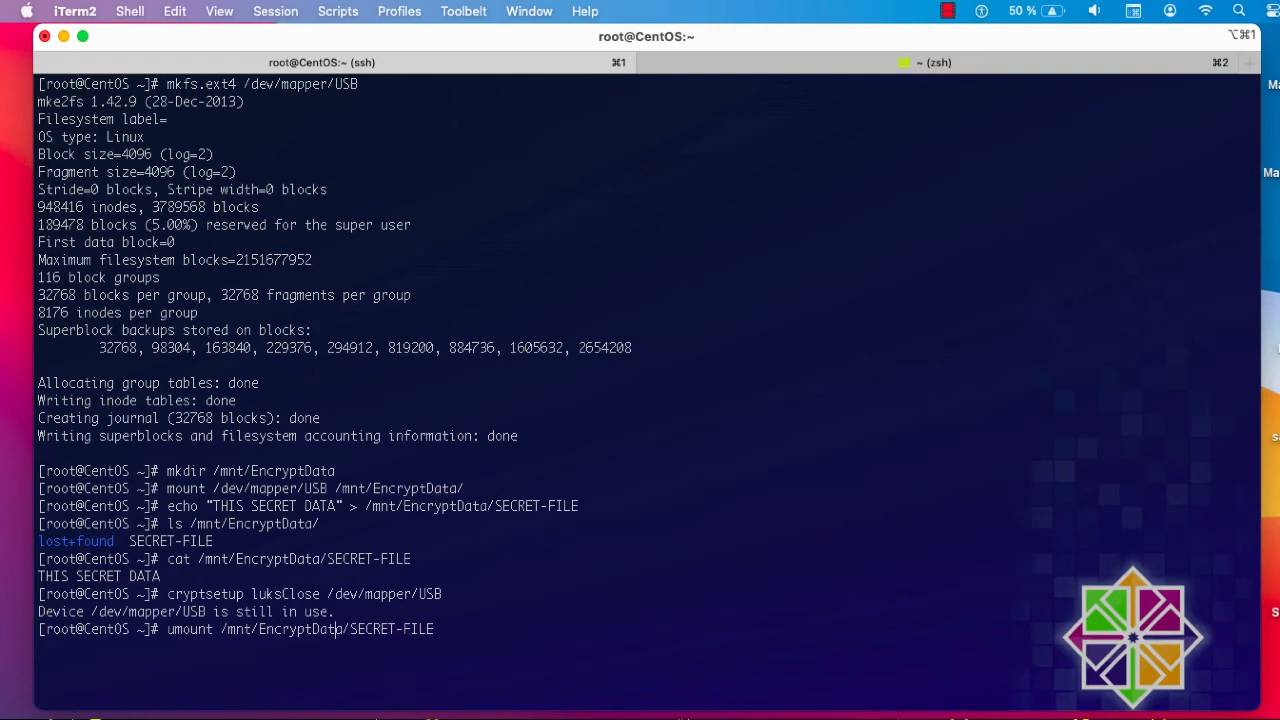 iTerm2 Shell Edit View Session Scripts Profiles Toolbelt Window Help 50 %
root@CentOS:~ ⌥⌘1
root@CentOS:~ (ssh) ⌘1 ~ (zsh) ⌘2 +
[root@CentOS ~]# mkfs.ext4 /dev/mapper/USB
mke2fs 1.42.9 (28-Dec-2013)
Filesystem label=
OS type: Linux
Block size=4096 (log=2)
Fragment size=4096 (log=2)
Stride=0 blocks, Stripe width=0 blocks
948416 inodes, 3789568 blocks
189478 blocks (5.00%) reserved for the super user
First data block=0
Maximum filesystem blocks=2151677952
116 block groups
32768 blocks per group, 32768 fragments per group
8176 inodes per group
Superblock backups stored on blocks:
32768, 98304, 163840, 229376, 294912, 819200, 884736, 1605632, 2654208
Allocating group tables: done
Writing inode tables: done
Creating journal (32768 blocks): done
Writing superblocks and filesystem accounting information: done
[root@CentOS ~]# mkdir /mnt/EncryptData
[root@CentOS ~]# mount /dev/mapper/USB /mnt/EncryptData/
[root@CentOS ~]# echo "THIS SECRET DATA" > /mnt/EncryptData/SECRET-FILE
[root@CentOS ~]# ls /mnt/EncryptData/
lost+found SECRET-FILE
[root@CentOS ~]# cat /mnt/EncryptData/SECRET-FILE
THIS SECRET DATA
[root@CentOS ~]# cryptsetup luksClose /dev/mapper/USB
Device /dev/mapper/USB is still in use.
[root@CentOS ~]# umount /mnt/EncryptData/SECRET-FILE